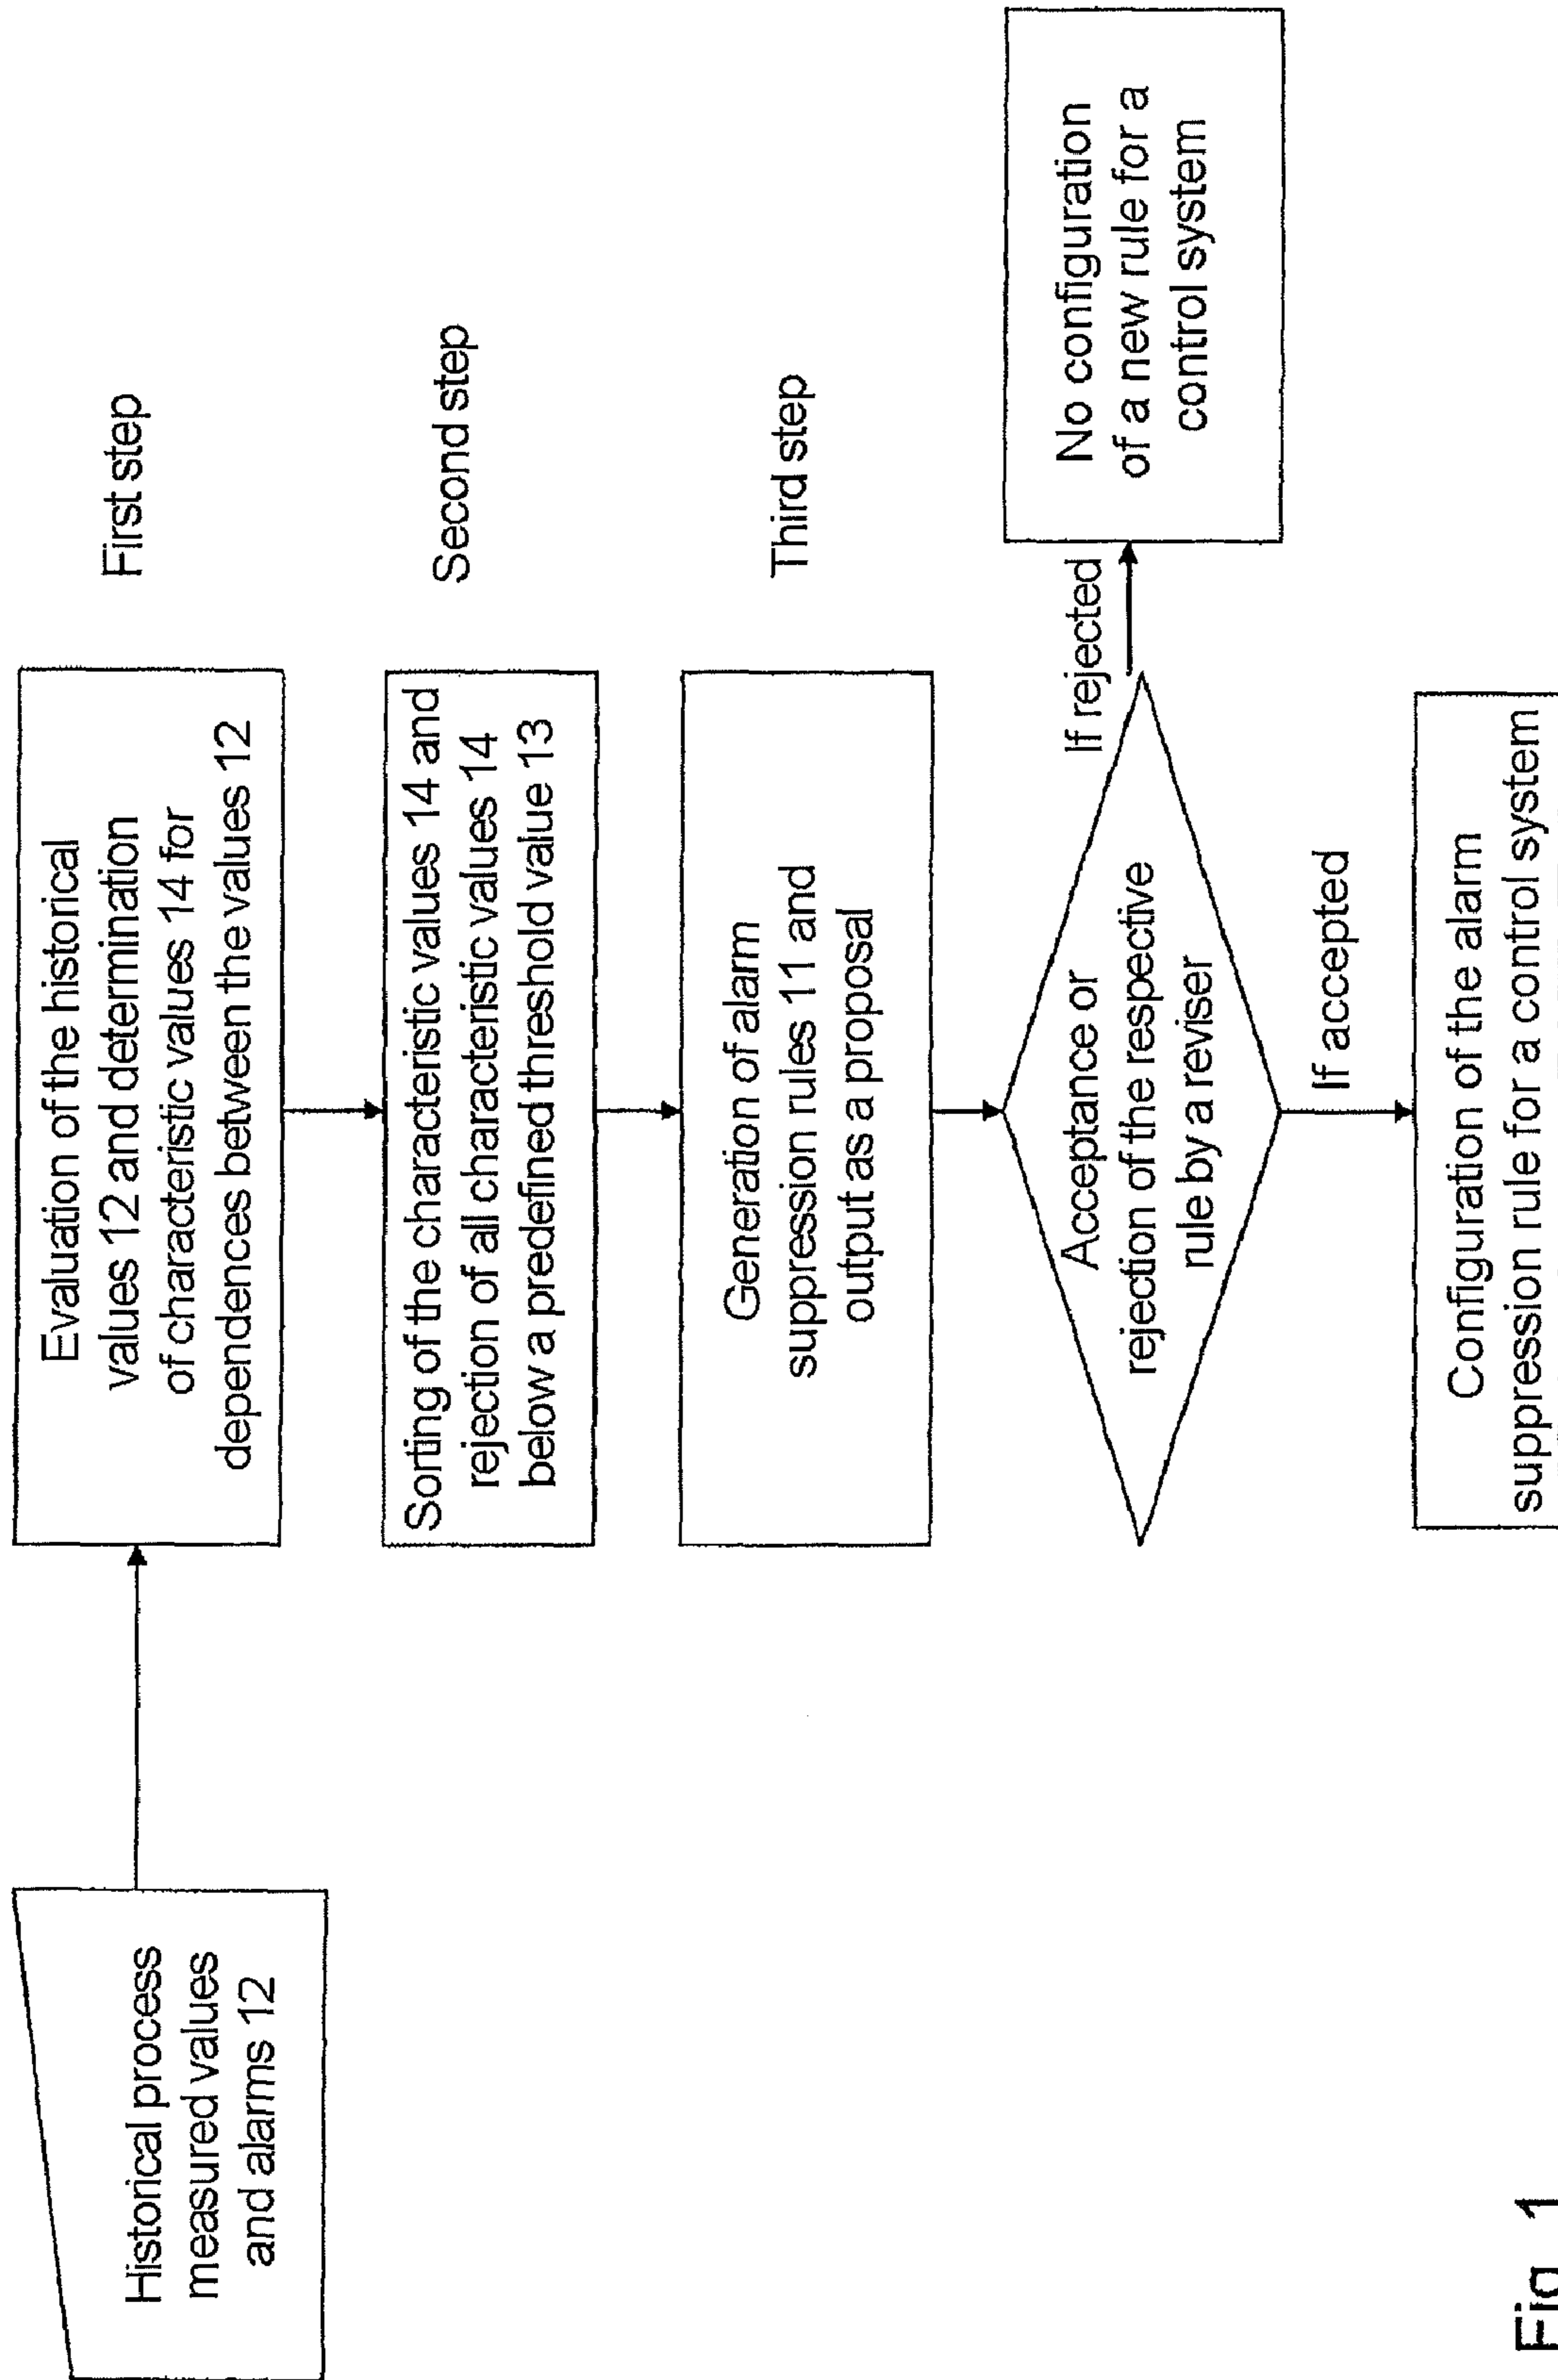 Historical process
measured values
and alarms 12
Evaluation of the historical
values 12 and determination
of characteristic values 14 for
dependences between the values 12
First step
Sorting of the characteristic values 14 and
rejection of all characteristic values 14
below a predefined threshold value 13
Second step
Generation of alarm
suppression rules 11 and
output as a proposal
Third step
Acceptance or
rejection of the respective
rule by a reviser
If rejected
No configuration
of a new rule for a
control system
If accepted
Configuration of the alarm
suppression rule for a control system
Fig. 1